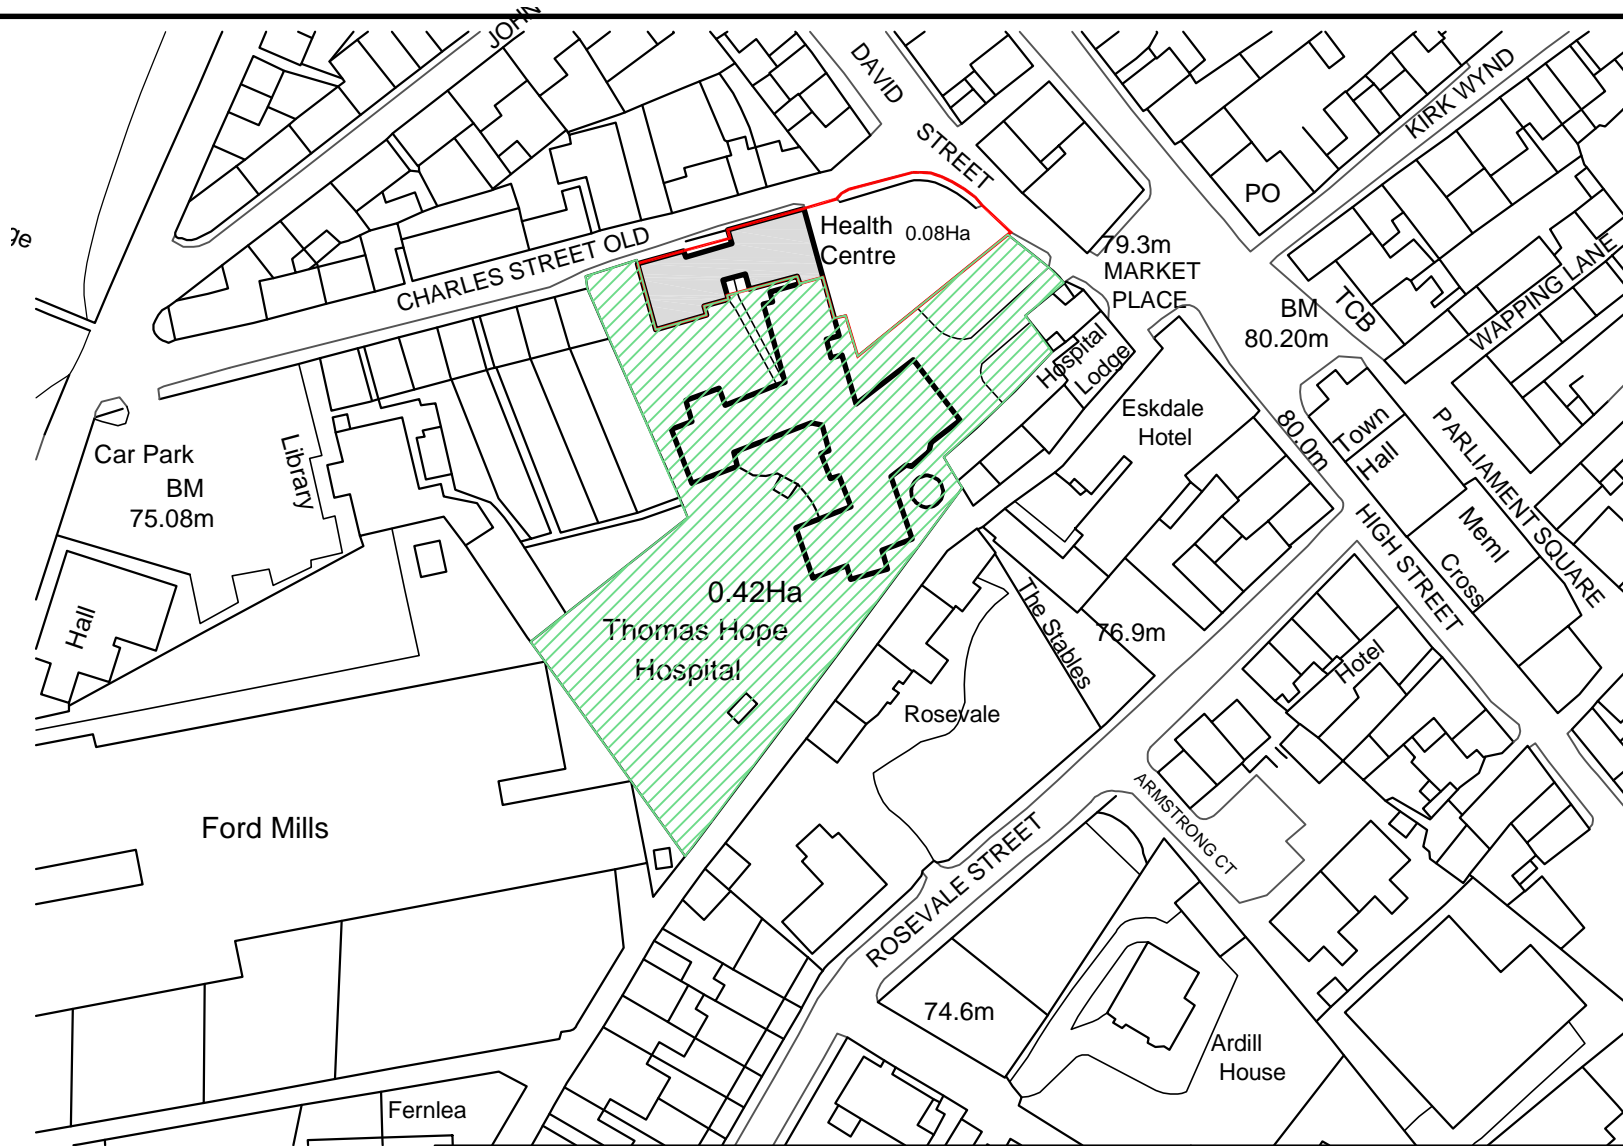 JOHN
DAVID
STREET
KIRK WYND
PO
ge
Health
Centre
0.08Ha
CHARLES STREET OLD
79.3m
MARKET
PLACE
BM
80.20m
TCB
WAPPING LANE
Hospital
Lodge
Eskdale
Hotel
80.0m
Town
Hall
PARLIAMENT SQUARE
Car Park
BM
75.08m
Library
HIGH STREET
Meml
Cross
Hall
0.42Ha
Thomas Hope
Hospital
The Stables
76.9m
Hotel
Rosevale
ARMSTRONG CT
Ford Mills
ROSEVALE STREET
74.6m
Ardill
House
Fernlea